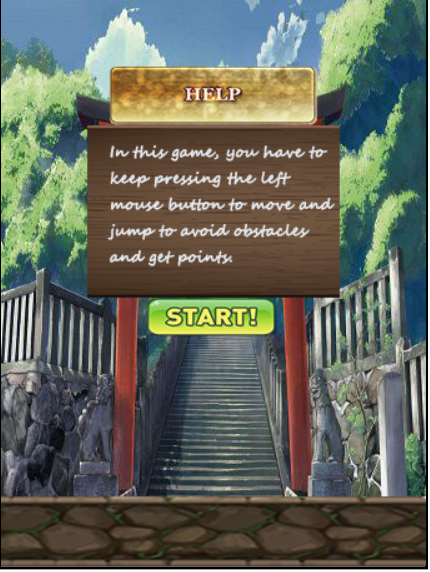 HELP
In this game, you have to
keep pressing the left
mouse button to move and
jump to avoid obstacles
and get points.
START!